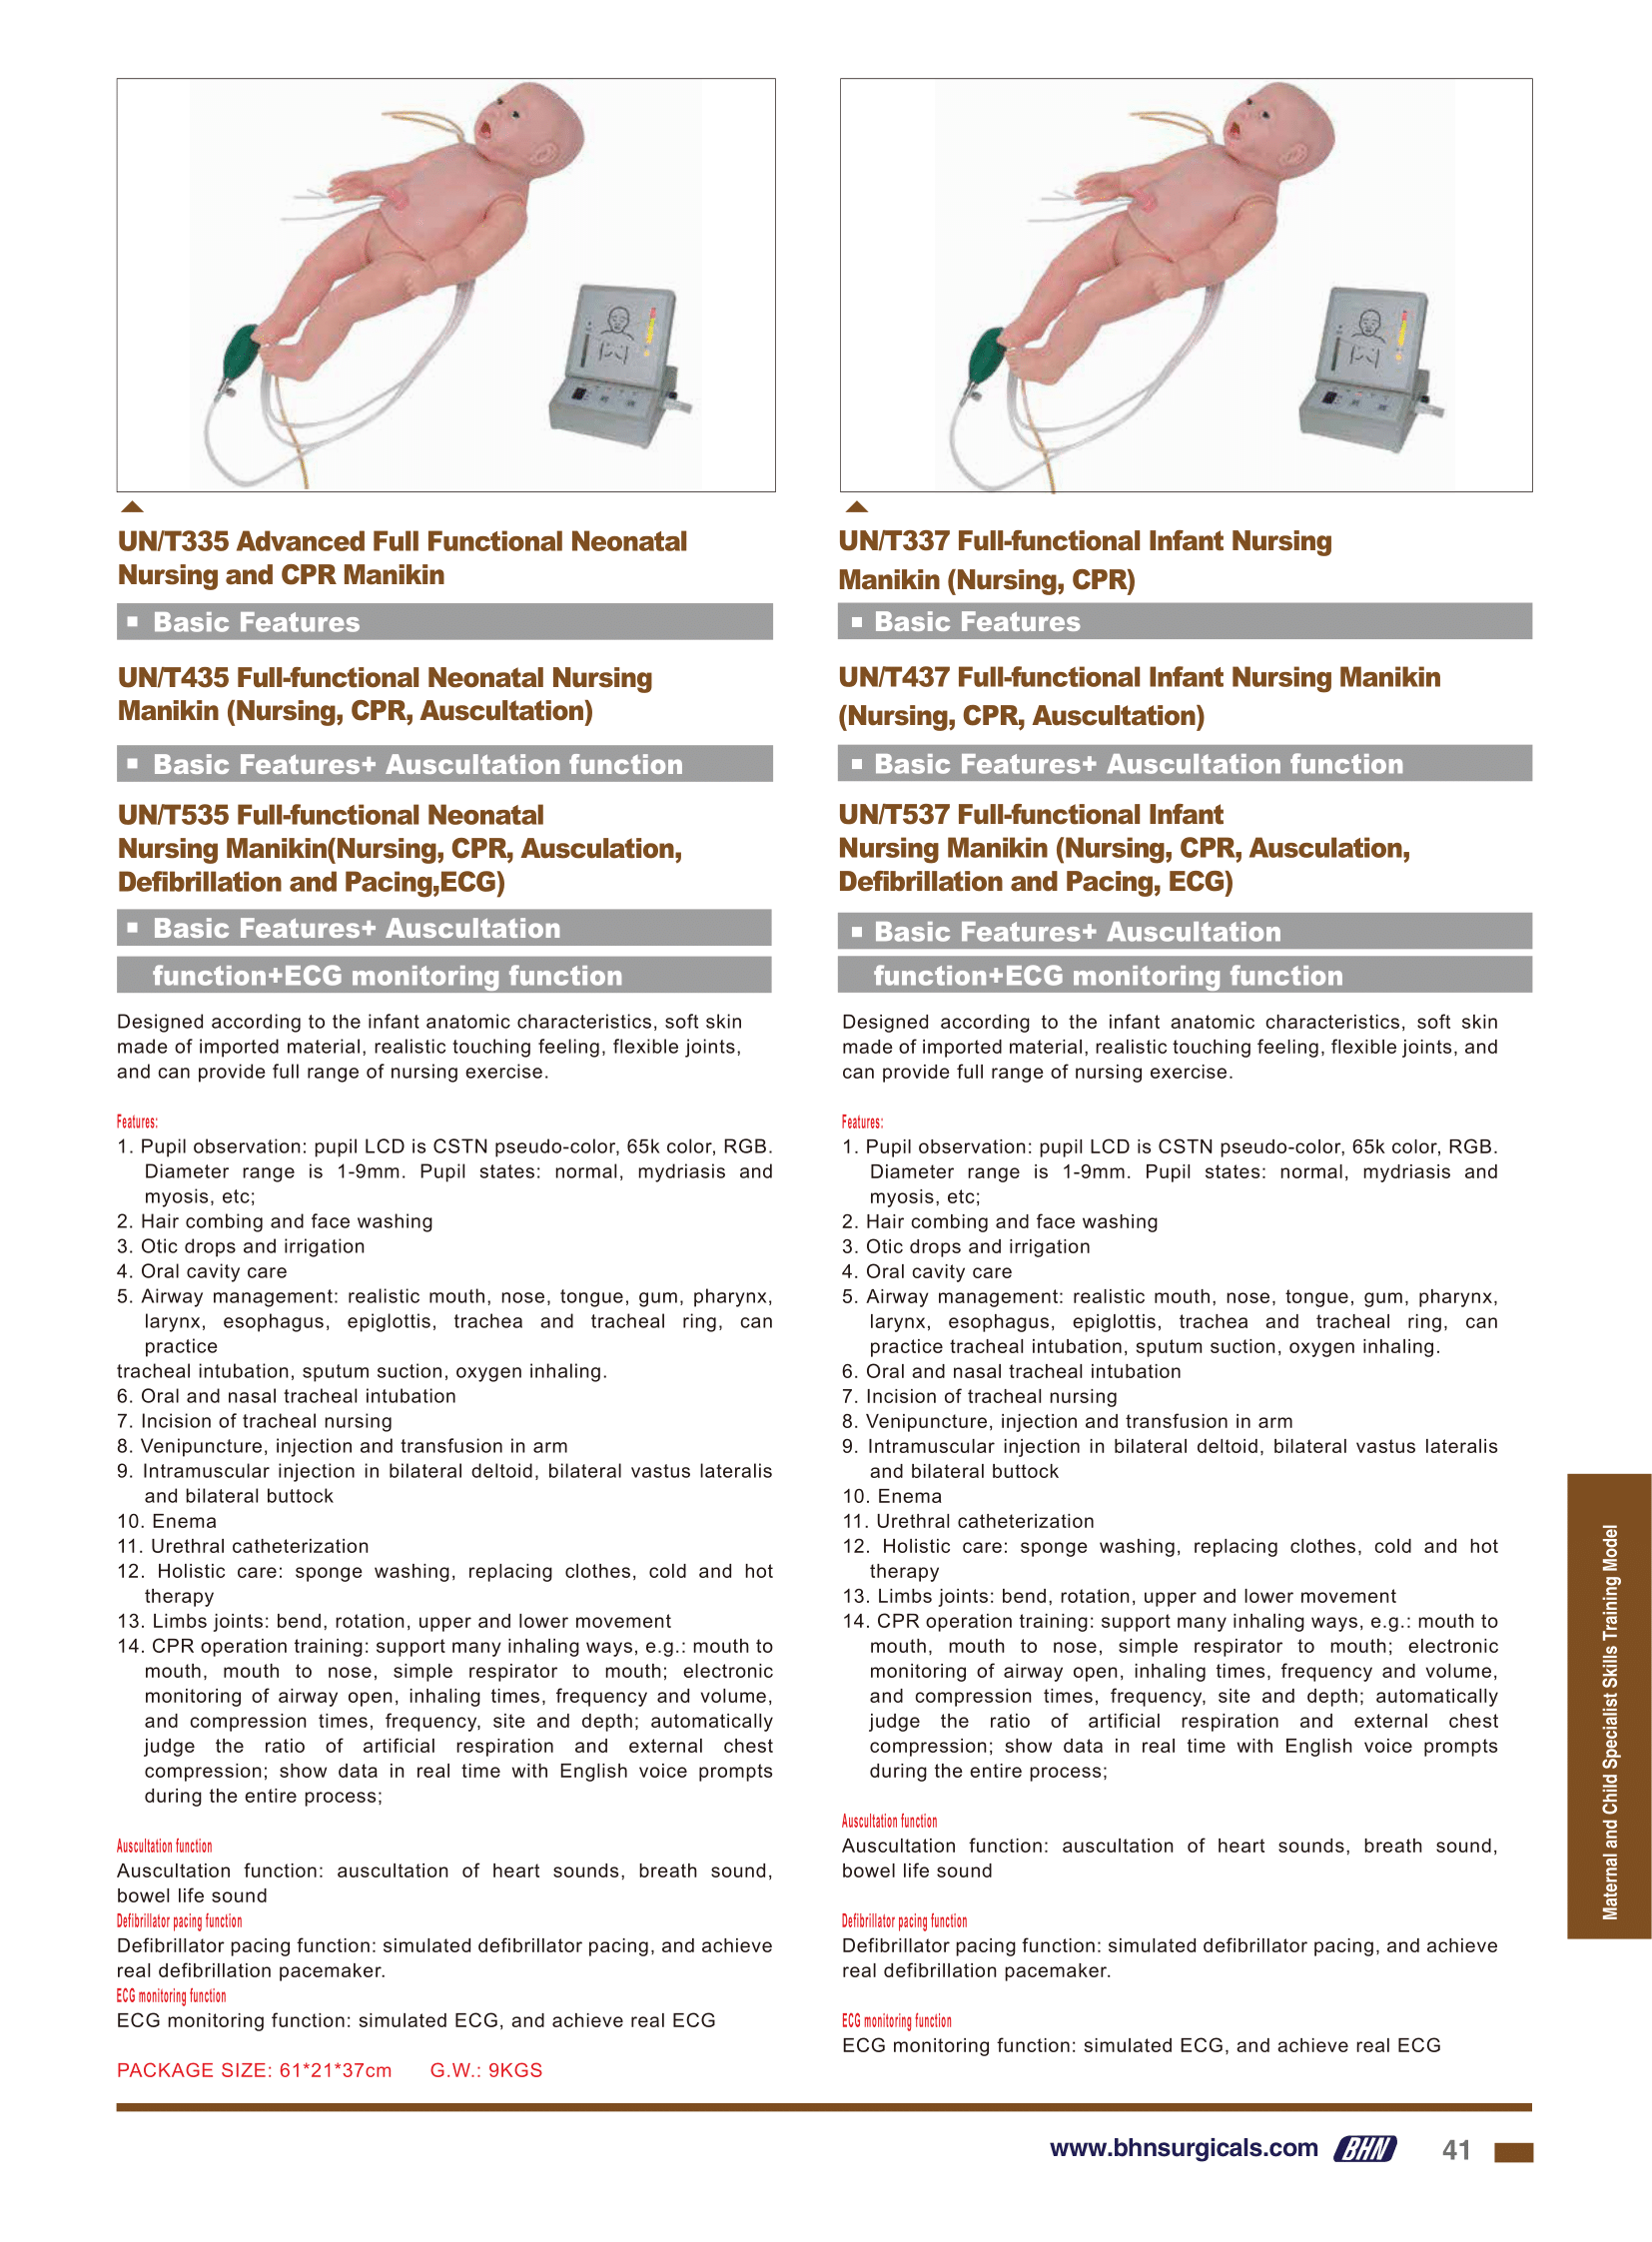 UN/T335 Advanced Full Functional Neonatal
Nursing and CPR Manikin
Basic Features
UN/T435 Full-functional Neonatal Nursing
Manikin (Nursing, CPR, Auscultation)
Basic Features+ Auscultation function
UN/T535 Full-functional Neonatal
Nursing Manikin(Nursing, CPR, Ausculation,
Defibrillation and Pacing,ECG)
Basic Features+ Auscultation
function+ECG monitoring function
Designed according to the infant anatomic characteristics, soft skin
made of imported material, realistic touching feeling, flexible joints,
and can provide full range of nursing exercise.
Features:
1. Pupil observation: pupil LCD is CSTN pseudo-color, 65k color, RGB.
Diameter range is 1-9mm. Pupil states: normal, mydriasis and
myosis, etc;
2. Hair combing and face washing
3. Otic drops and irrigation
4. Oral cavity care
5. Airway management: realistic mouth, nose, tongue, gum, pharynx,
larynx, esophagus, epiglottis, trachea and tracheal ring, can
practice
tracheal intubation, sputum suction, oxygen inhaling.
6. Oral and nasal tracheal intubation
7. Incision of tracheal nursing
8. Venipuncture, injection and transfusion in arm
9. Intramuscular injection in bilateral deltoid, bilateral vastus lateralis
and bilateral buttock
10. Enema
11. Urethral catheterization
12. Holistic care: sponge washing, replacing clothes, cold and hot
therapy
13. Limbs joints: bend, rotation, upper and lower movement
14. CPR operation training: support many inhaling ways, e.g.: mouth to
mouth, mouth to nose, simple respirator to mouth; electronic
monitoring of airway open, inhaling times, frequency and volume,
and compression times, frequency, site and depth; automatically
judge the ratio of artificial respiration and external chest
compression; show data in real time with English voice prompts
during the entire process;
Auscultation function
Auscultation function: auscultation of heart sounds, breath sound,
bowel life sound
Defibrillator pacing function
Defibrillator pacing function: simulated defibrillator pacing, and achieve
real defibrillation pacemaker.
ECG monitoring function
ECG monitoring function: simulated ECG, and achieve real ECG
PACKAGE SIZE: 61*21*37cm G.W.: 9KGS
UN/T337 Full-functional Infant Nursing
Manikin (Nursing, CPR)
Basic Features
UN/T437 Full-functional Infant Nursing Manikin
(Nursing, CPR, Auscultation)
Basic Features+ Auscultation function
UN/T537 Full-functional Infant
Nursing Manikin (Nursing, CPR, Ausculation,
Defibrillation and Pacing, ECG)
Basic Features+ Auscultation
function+ECG monitoring function
Designed according to the infant anatomic characteristics, soft skin
made of imported material, realistic touching feeling, flexible joints, and
can provide full range of nursing exercise.
Features:
1. Pupil observation: pupil LCD is CSTN pseudo-color, 65k color, RGB.
Diameter range is 1-9mm. Pupil states: normal, mydriasis and
myosis, etc;
2. Hair combing and face washing
3. Otic drops and irrigation
4. Oral cavity care
5. Airway management: realistic mouth, nose, tongue, gum, pharynx,
larynx, esophagus, epiglottis, trachea and tracheal ring, can
practice tracheal intubation, sputum suction, oxygen inhaling.
6. Oral and nasal tracheal intubation
7. Incision of tracheal nursing
8. Venipuncture, injection and transfusion in arm
9. Intramuscular injection in bilateral deltoid, bilateral vastus lateralis
and bilateral buttock
10. Enema
11. Urethral catheterization
12. Holistic care: sponge washing, replacing clothes, cold and hot
therapy
13. Limbs joints: bend, rotation, upper and lower movement
14. CPR operation training: support many inhaling ways, e.g.: mouth to
mouth, mouth to nose, simple respirator to mouth; electronic
monitoring of airway open, inhaling times, frequency and volume,
and compression times, frequency, site and depth; automatically
judge the ratio of artificial respiration and external chest
compression; show data in real time with English voice prompts
during the entire process;
Auscultation function
Auscultation function: auscultation of heart sounds, breath sound,
bowel life sound
Defibrillator pacing function
Defibrillator pacing function: simulated defibrillator pacing, and achieve
real defibrillation pacemaker.
ECG monitoring function
ECG monitoring function: simulated ECG, and achieve real ECG
Maternal and Child Specialist Skills Training Model
www.bhnsurgicals.com BHN 41